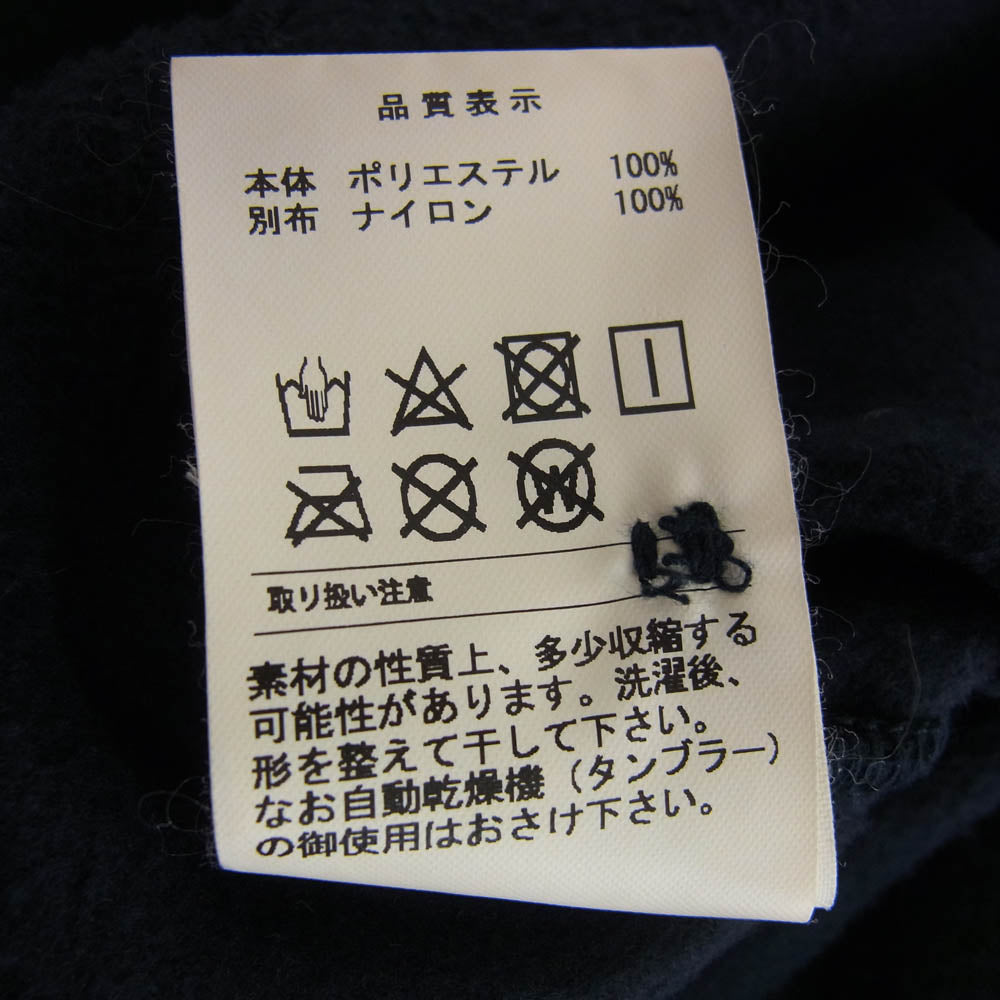 品質表示
本体 ポリエステル 100%
別布 ナイロン 100%
W
取り扱い注意
素材の性質上、多少収縮する
可能性があります。洗濯後、
形を整えて干して下さい。
なお自動乾燥機（タンブラー）
の御使用はおさけ下さい。